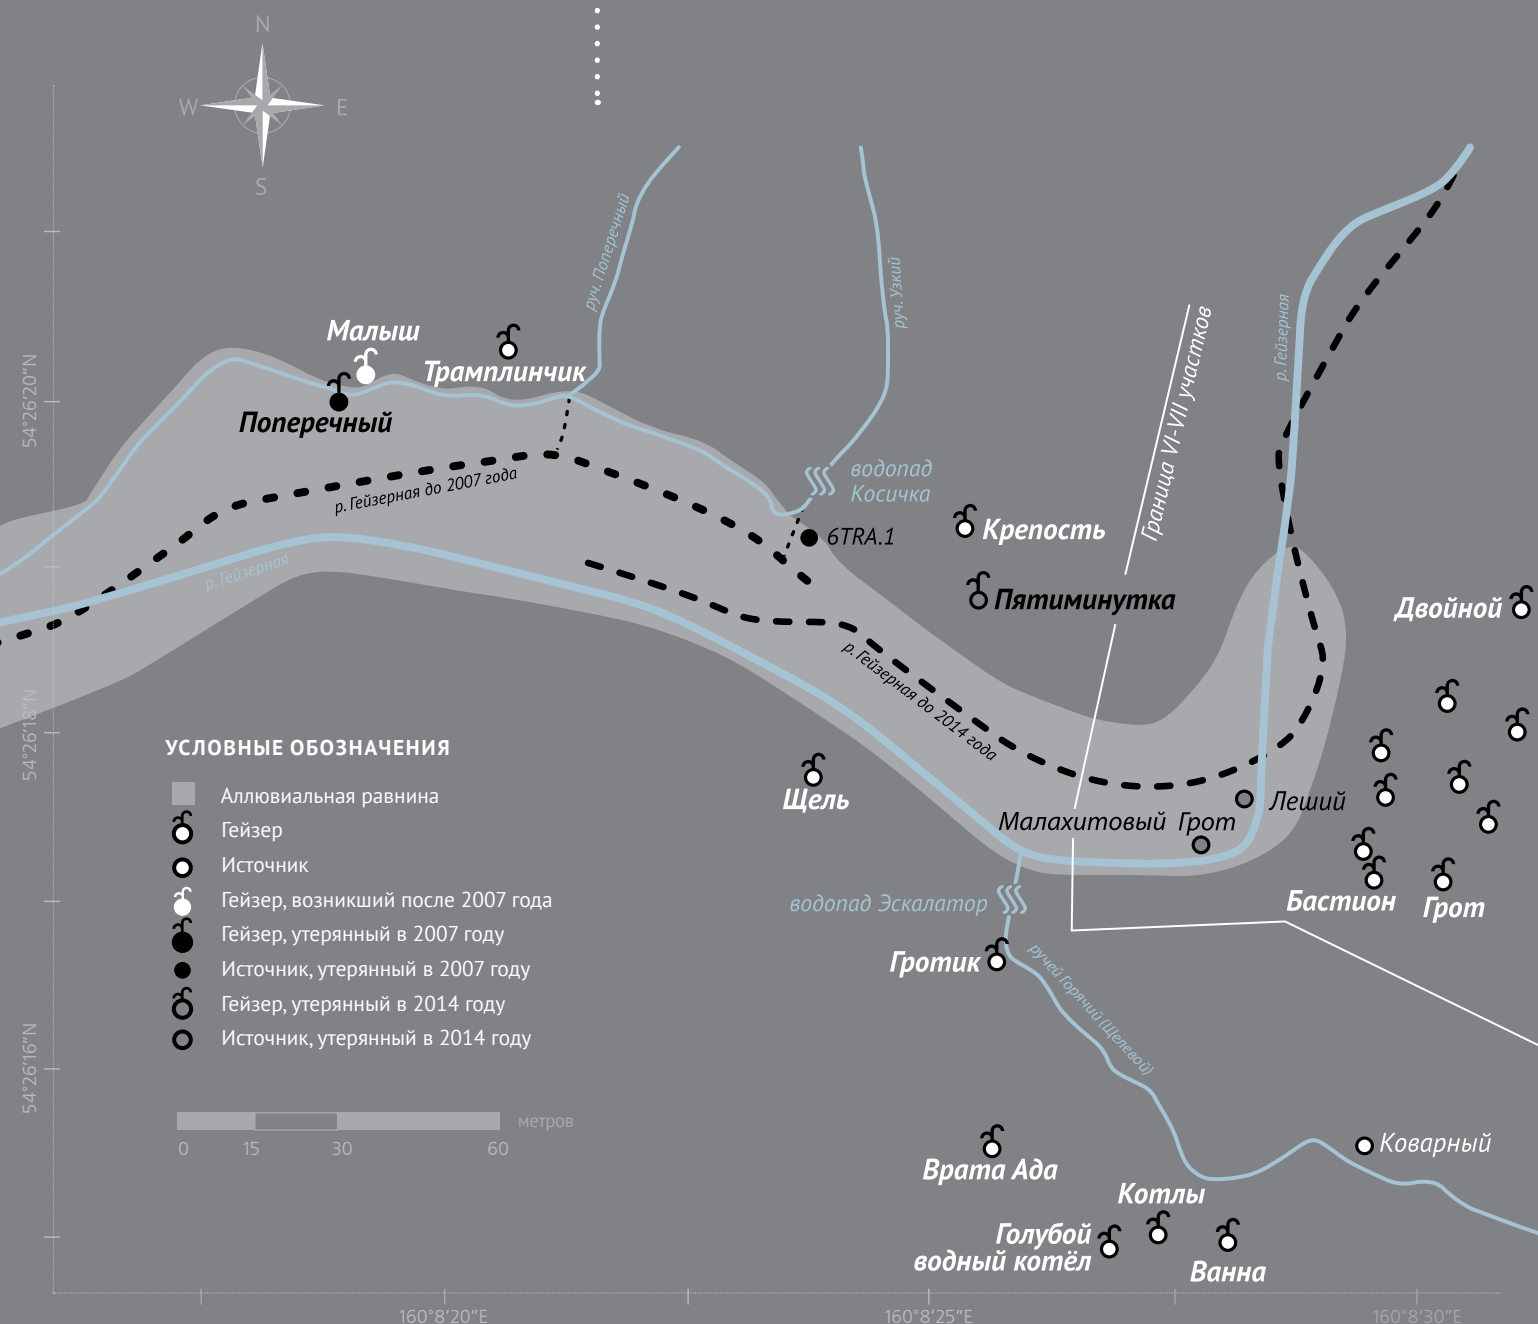 N
W
E
S
руч. Поперечный
руч. Узкий
р. Гейзерная
Граница VI-VII участков
Малыш
Трамплинчик
54°26'20"N
Поперечный
р. Гейзерная до 2007 года
водопад
Косичка
6TRA.1
Крепость
р. Гейзерная
Пятиминутка
Двойной
р. Гейзерная до 2014 года
54°26'18"N
УСЛОВНЫЕ ОБОЗНАЧЕНИЯ
Аллювиальная равнина
Гейзер
Источник
Гейзер, возникший после 2007 года
Гейзер, утерянный в 2007 году
Источник, утерянный в 2007 году
Гейзер, утерянный в 2014 году
Источник, утерянный в 2014 году
Щель
Малахитовый Грот
Леший
водопад Эскалатор
Бастион
Грот
Гротик
ручей Горячий (Щелевой)
54°26'16"N
метров
0
15
30
60
Врата Ада
Коварный
Котлы
Голубой
водный котёл
Ванна
160°8'20"E
160°8'25"E
160°8'30"E